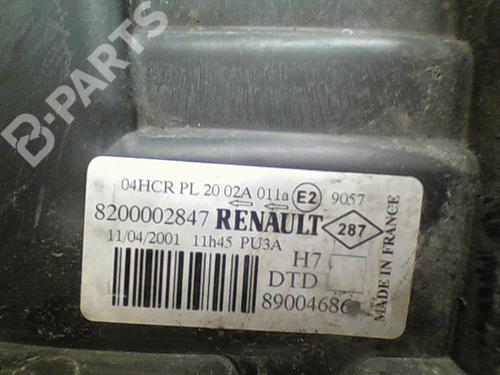 B-PARTS
04HCR PL 20 02A 011a E2 9057
8200002847 RENAULT 287
11/04/2001 11h45 PU3A
H7
DTD
89004686
MADE IN FRANCE